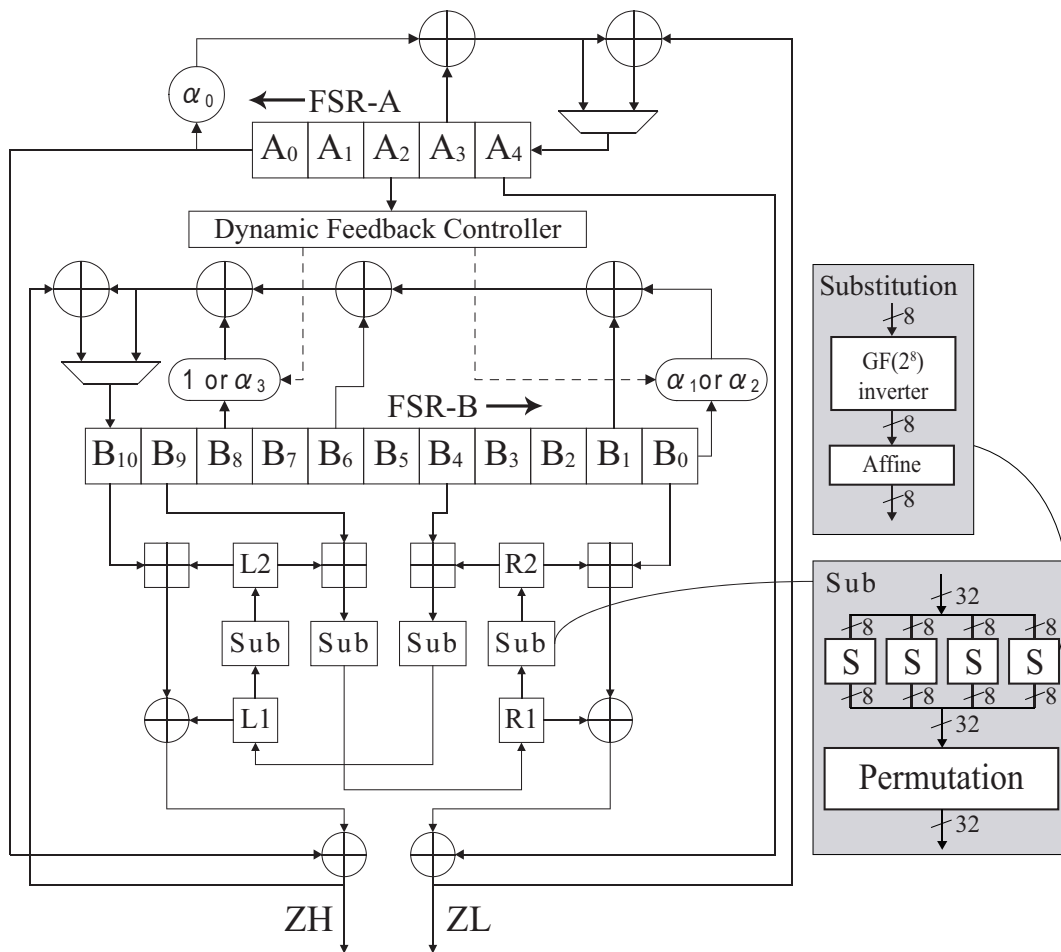 α0
FSR-A
A0 A1 A2 A3 A4
Dynamic Feedback Controller
1 or α3
α1 or α2
FSR-B
B10 B9 B8 B7 B6 B5 B4 B3 B2 B1 B0
L2
R2
Sub
Sub
Sub
Sub
L1
R1
ZH
ZL
Substitution
8
GF(2⁸)
inverter
8
Affine
8
Sub
32
8 8 8 8
S S S S
8 8 8 8
32
Permutation
32